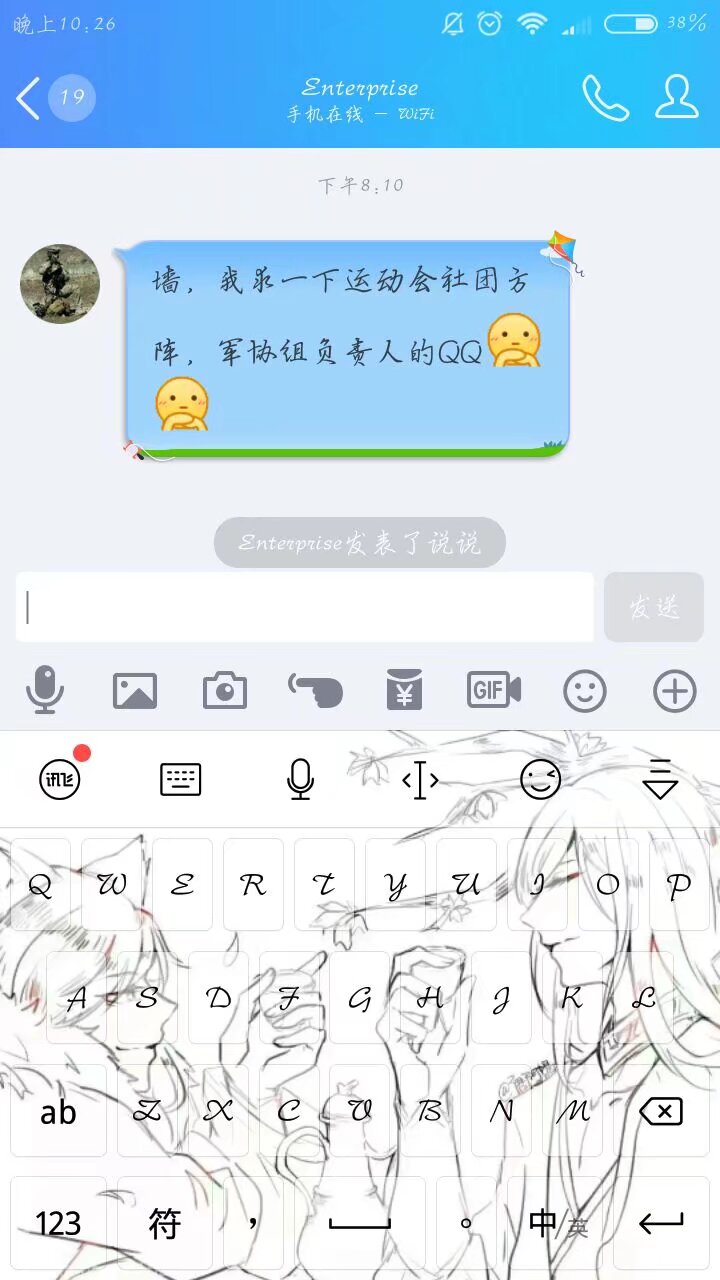 晚上10:26
38%
19
Enterprise
手机在线 - WiFi
下午8:10
墙，我求一下运动会社团方
阵，军协组负责人的QQ
Enterprise发表了说说
发送
¥
GIF
讯飞
Q W E R T Y U I O P
A S D F G H J K L
ab Z X C V B N M
123 符 ， 。 中/英